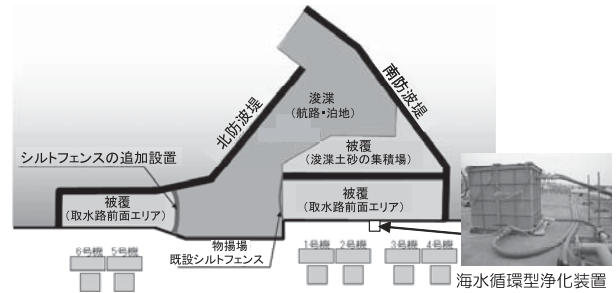 浚渫
(航路・泊地)
南防波堤
北防波堤
シルトフェンスの追加設置
被覆
(浚渫土砂の集積場)
被覆
(取水路前面エリア)
被覆
(取水路前面エリア)
物揚場
既設シルトフェンス
6号機 5号機
1号機 2号機 3号機 4号機
海水循環型浄化装置